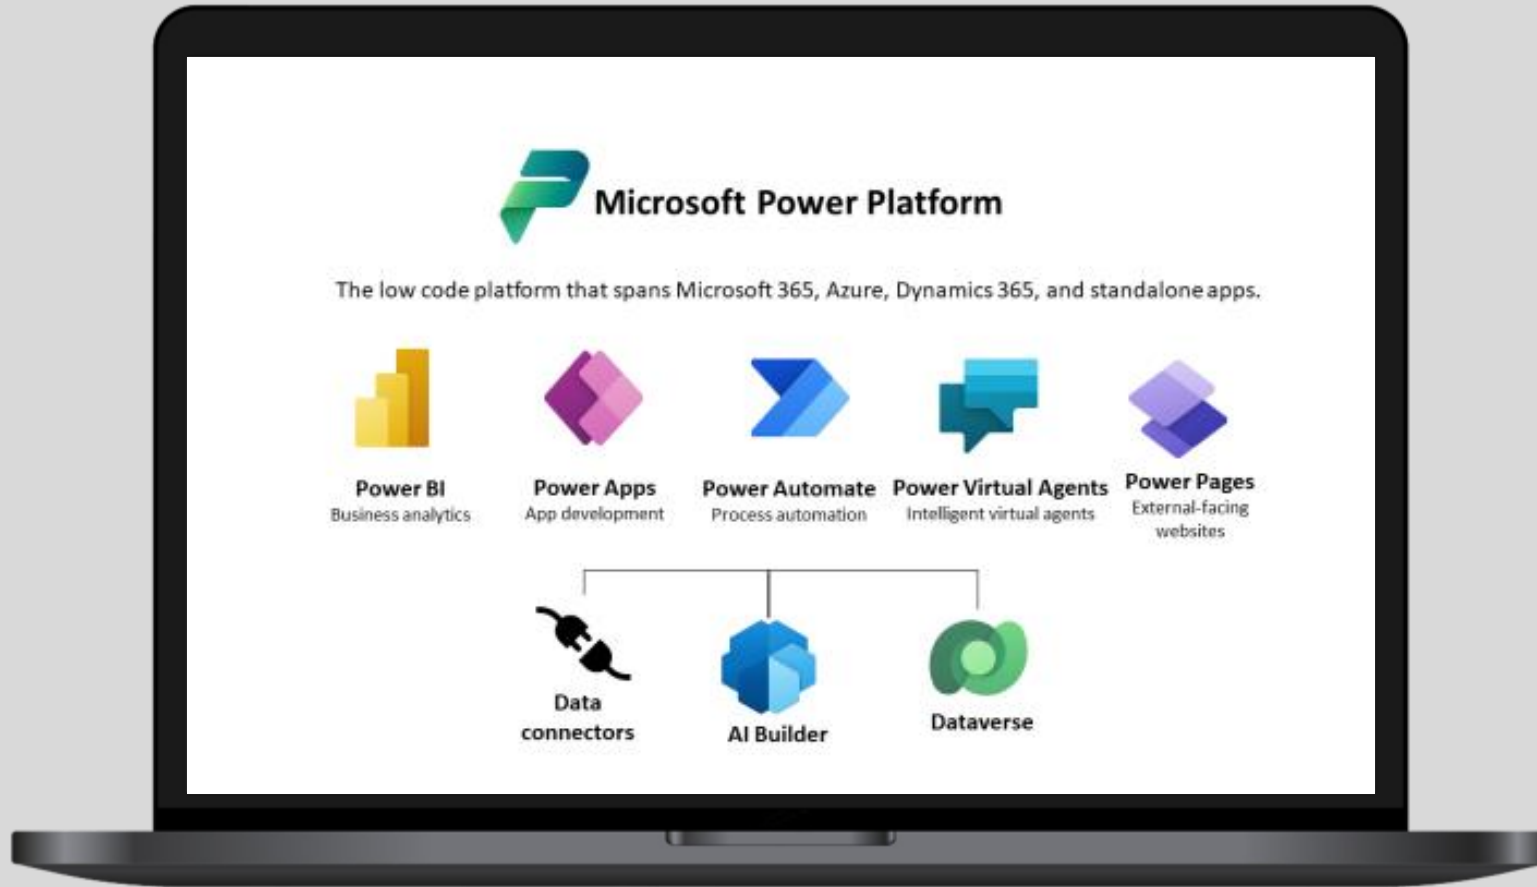 Microsoft Power Platform
The low code platform that spans Microsoft 365, Azure, Dynamics 365, and standalone apps.
Power BI
Business analytics
Power Apps
App development
Power Automate
Process automation
Power Virtual Agents
Intelligent virtual agents
Power Pages
External-facing
websites
Data
connectors
AI Builder
Dataverse